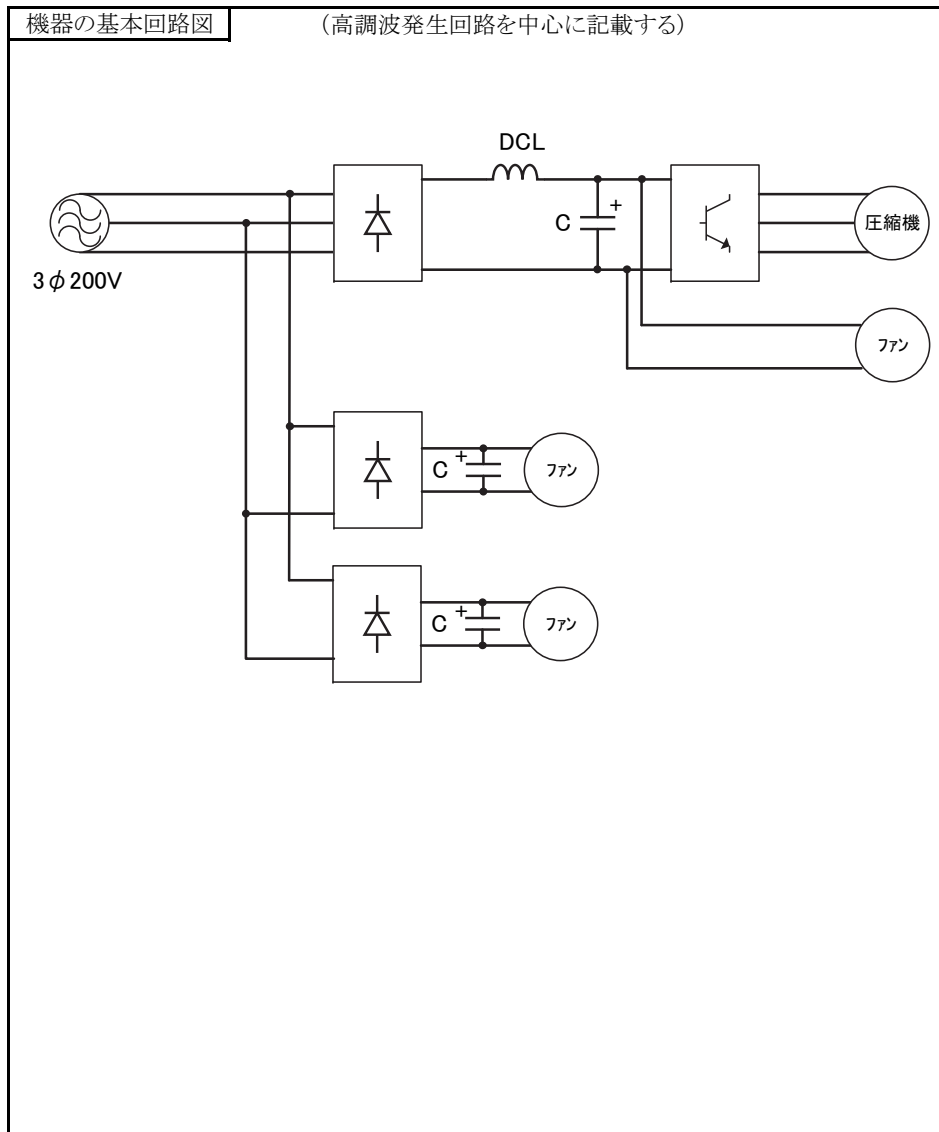 機器の基本回路図
(高調波発生回路を中心に記載する)
DCL
C
+
圧縮機
3φ200V
ファン
C
+
ファン
C
+
ファン